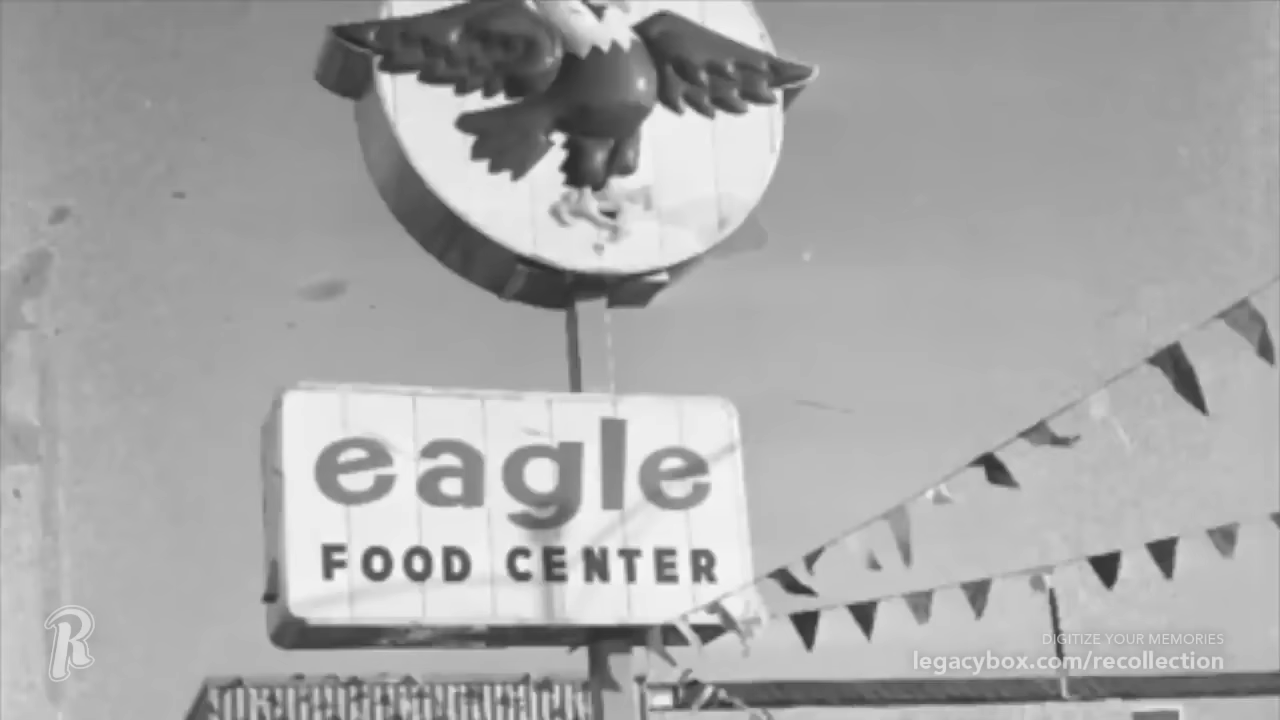 eagle
FOOD CENTER
R
DIGITIZE YOUR MEMORIES
legacybox.com/recollection